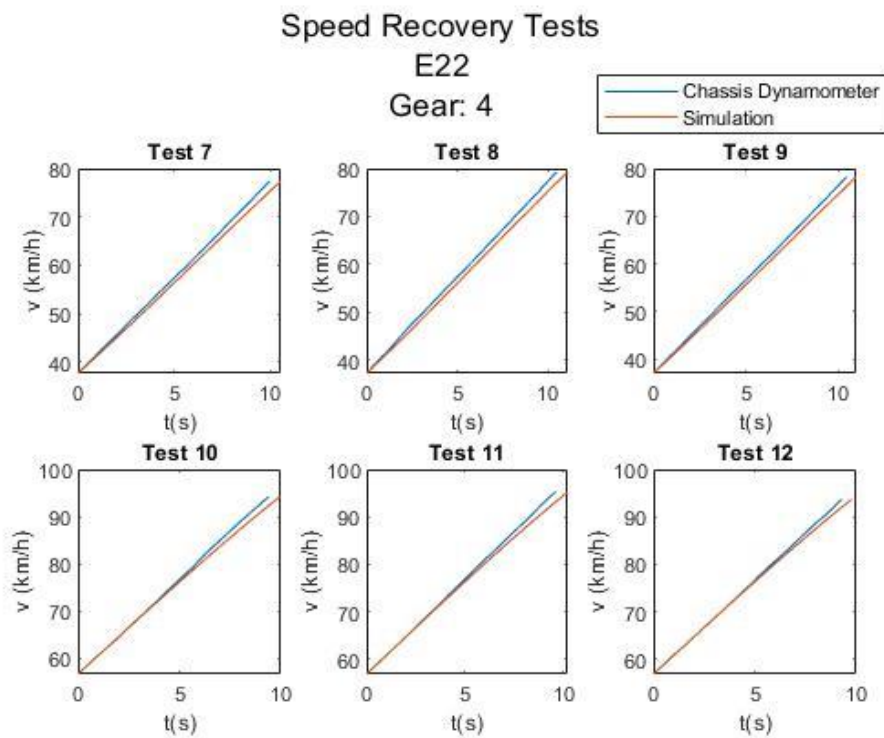 Speed Recovery Tests
E22
Gear: 4
Chassis Dynamometer
Simulation
Test 7
80
70
60
50
40
v (km/h)
0
5
10
t(s)
Test 8
80
70
60
50
40
v (km/h)
0
5
10
t(s)
Test 9
80
70
60
50
40
v (km/h)
0
5
10
t(s)
Test 10
100
90
80
70
60
v (km/h)
0
5
10
t(s)
Test 11
100
90
80
70
60
v (km/h)
0
5
10
t(s)
Test 12
100
90
80
70
60
v (km/h)
0
5
10
t(s)